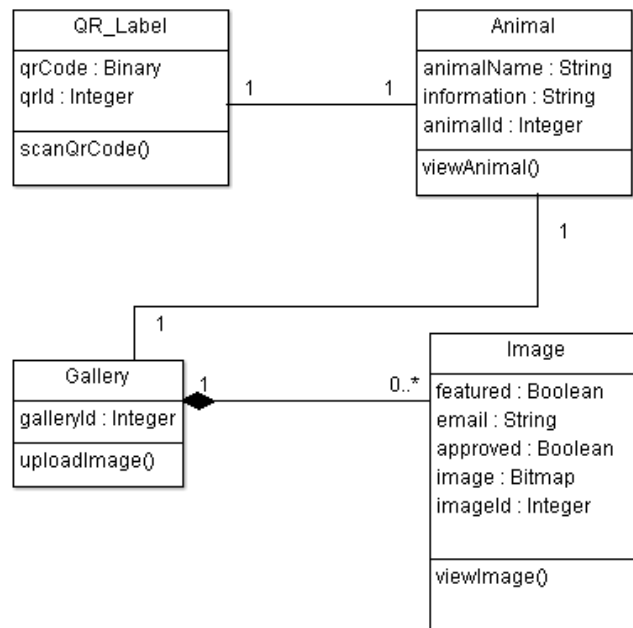 QR_Label
qrCode : Binary
qrId : Integer
scanQrCode()
1
1
Animal
animalName : String
information : String
animalId : Integer
viewAnimal()
1
1
Gallery
galleryId : Integer
uploadImage()
1
0..*
Image
featured : Boolean
email : String
approved : Boolean
image : Bitmap
imageId : Integer
viewImage()